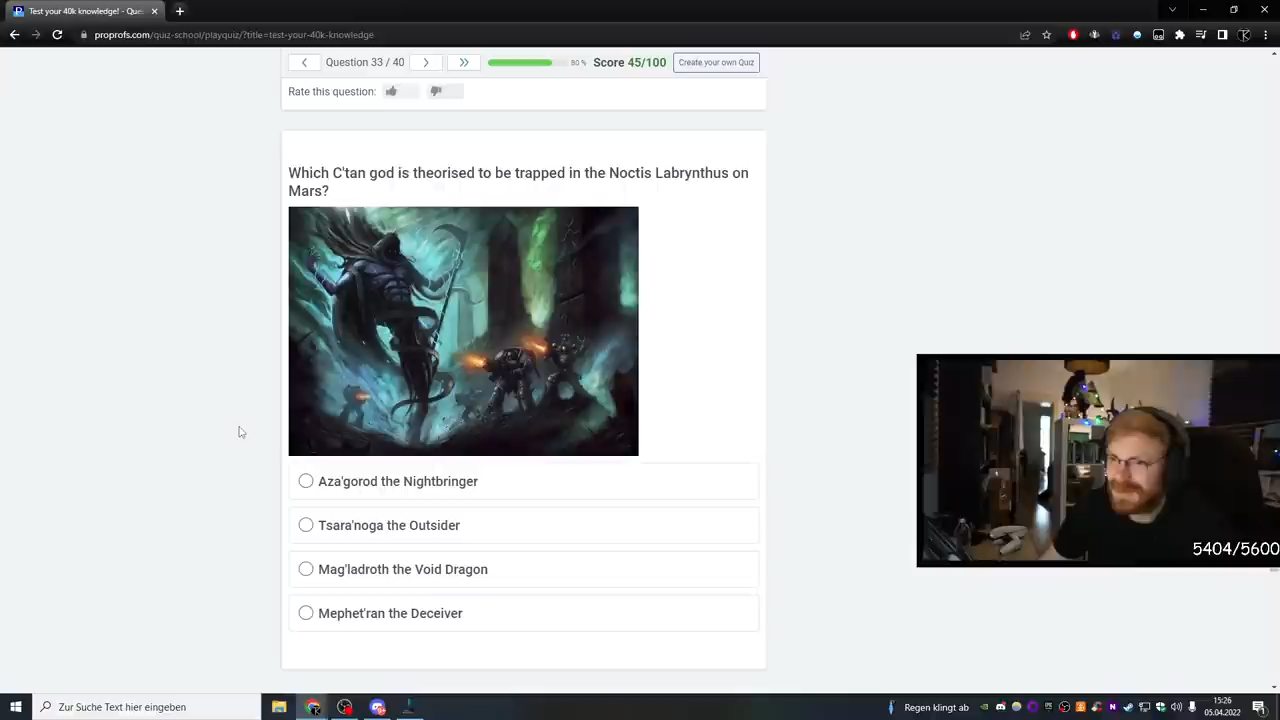 Test your 40k knowledge! - Que:
proprofs.com/quiz-school/playquiz/?title=test-your-40k-knowledge
Question 33 / 40
80 %
Score 45/100
Create your own Quiz
Rate this question:
Which C'tan god is theorised to be trapped in the Noctis Labrynthus on
Mars?
Aza'gorod the Nightbringer
Tsara'noga the Outsider
Mag'ladroth the Void Dragon
Mephet'ran the Deceiver
5404/5600
Zur Suche Text hier eingeben
Regen klingt ab
15:26
05.04.2022